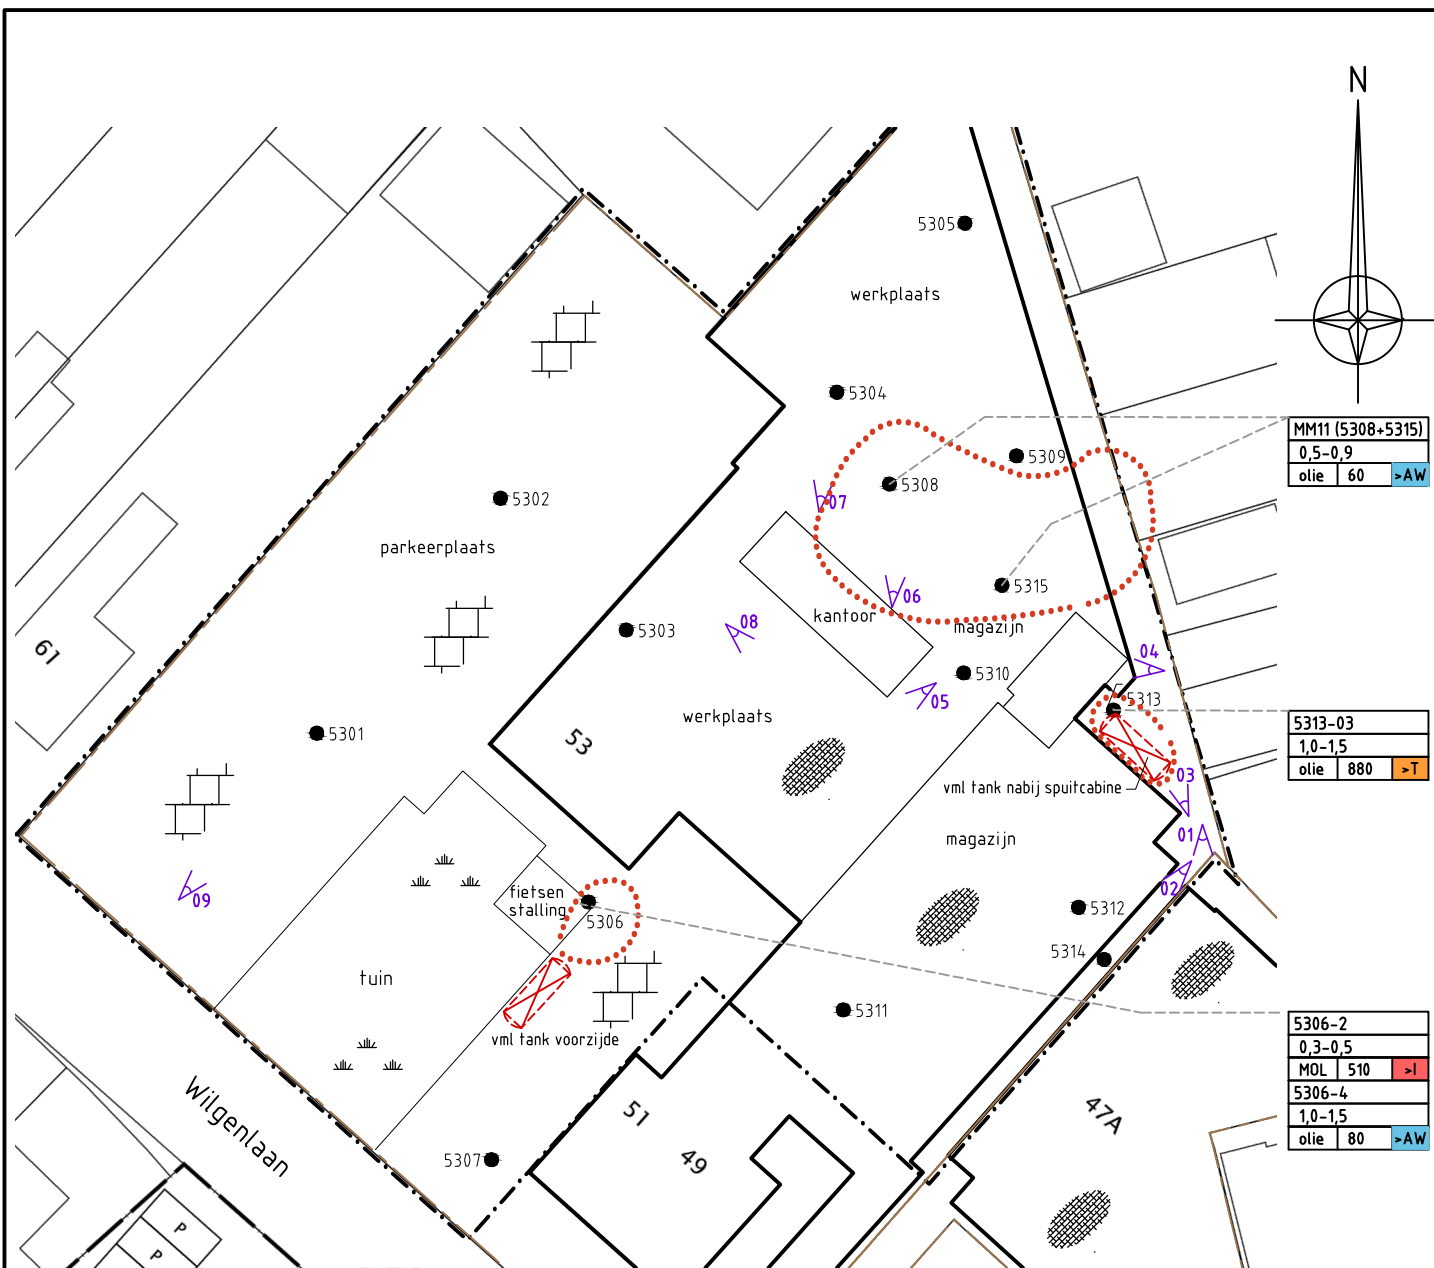 N
5305
werkplaats
5304
MM11 (5308+5315)
0,5-0,9
olie 60 >AW
5309
5308
07
5302
parkeerplaats
5315
06
kantoor
magazijn
08
5303
61
04
5310
05
5313
5313-03
1,0-1,5
olie 880 >T
werkplaats
5301
53
03
vml tank nabij spuitcabine
01
magazijn
02
09
fietsen
stalling
5306
5312
5314
tuin
5311
5306-2
0,3-0,5
MOL 510 >I
5306-4
1,0-1,5
olie 80 >AW
vml tank voorzijde
Wilgenlaan
51
47A
49
5307
P
P